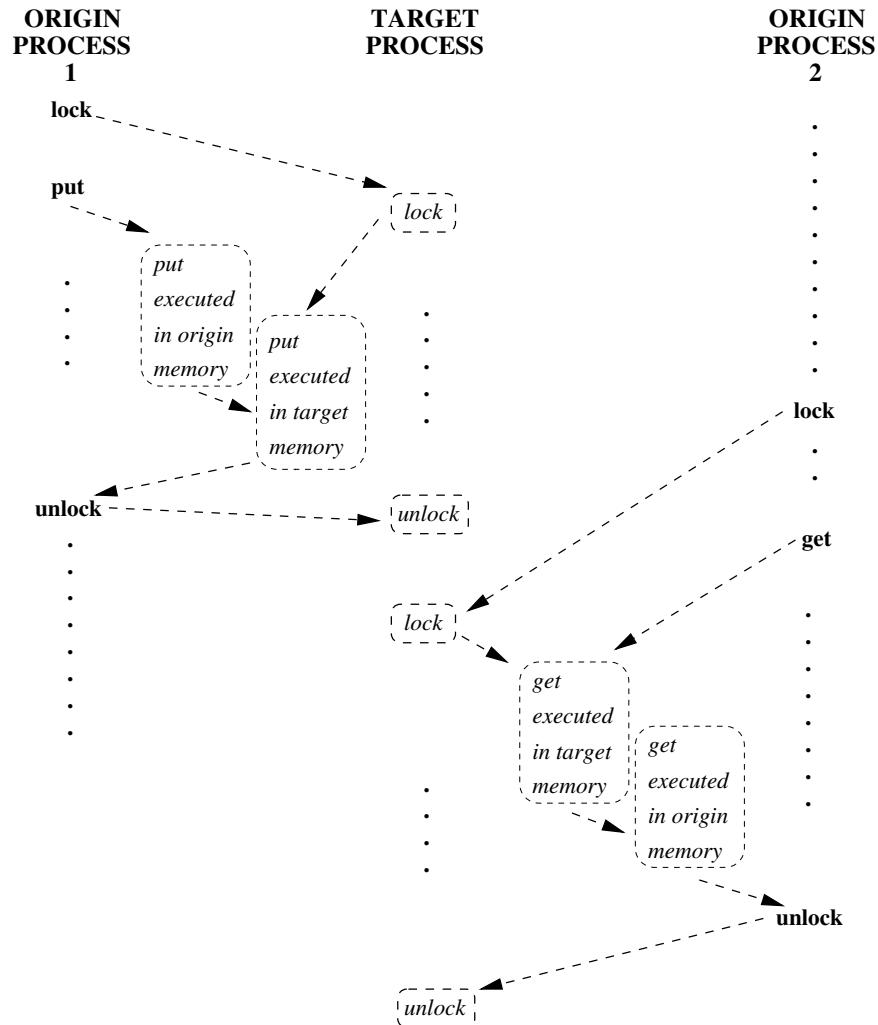 ORIGIN
PROCESS
1
TARGET
PROCESS
ORIGIN
PROCESS
2
lock
put
lock
put
executed
in origin
memory
put
executed
in target
memory
lock
unlock
unlock
get
lock
get
executed
in target
memory
get
executed
in origin
memory
unlock
unlock